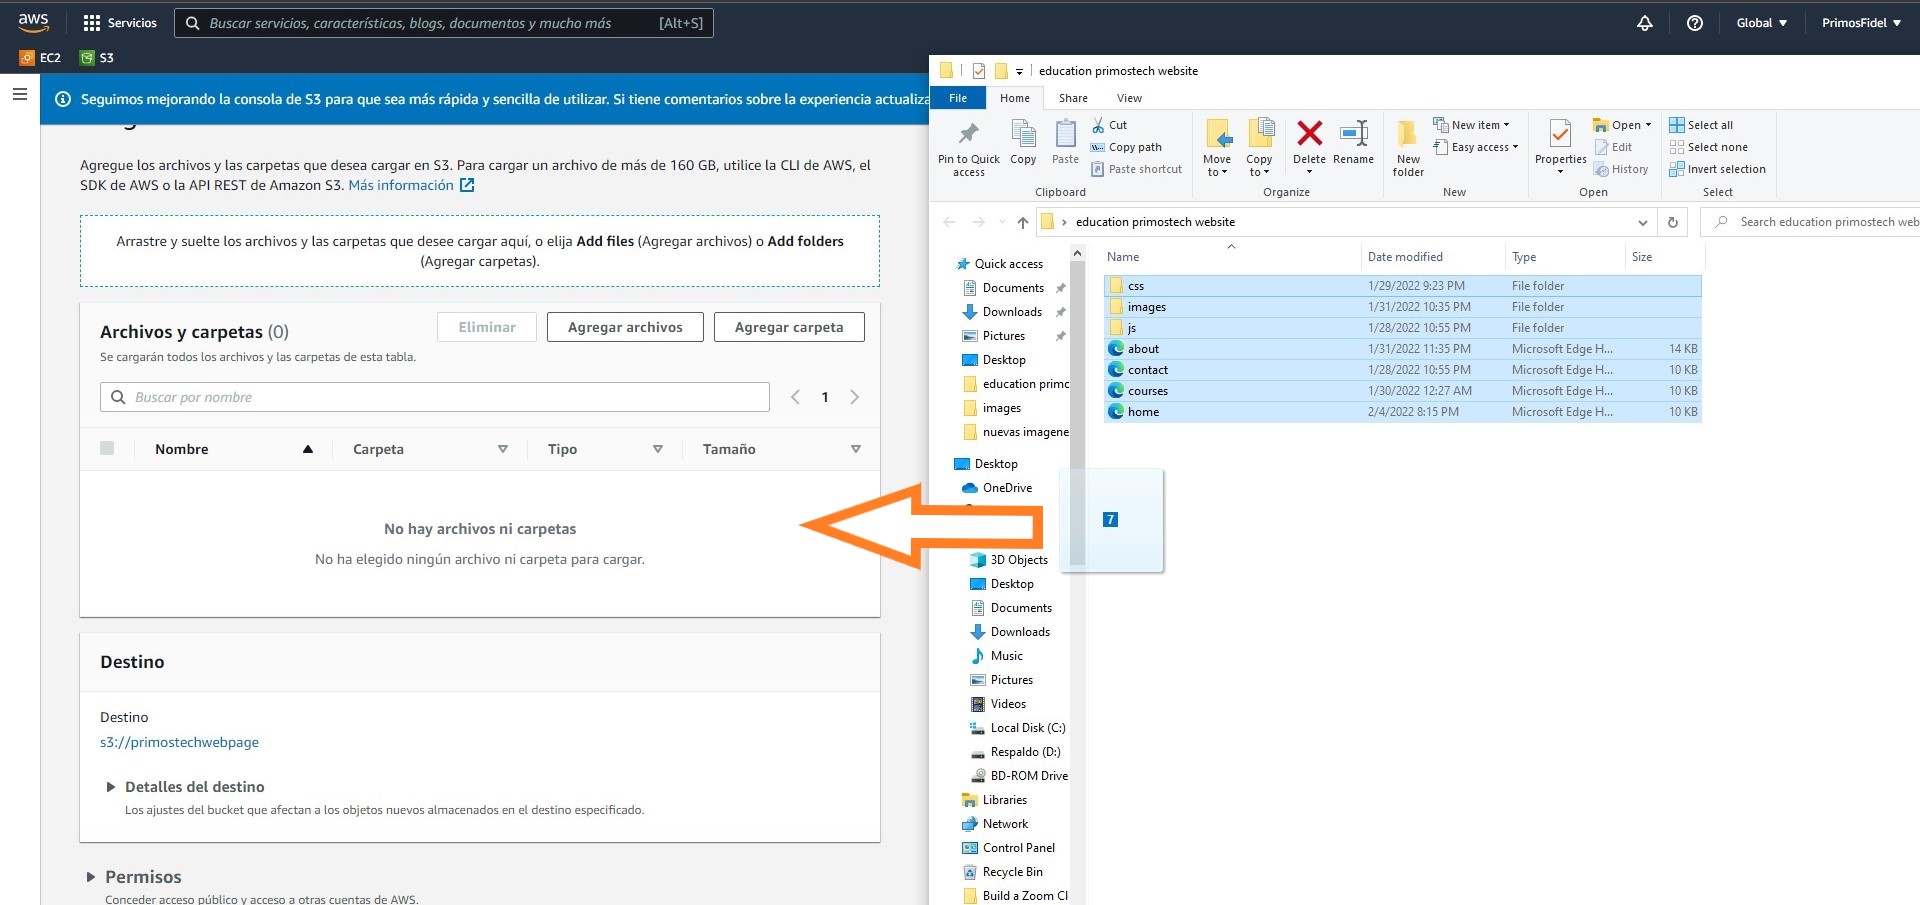 aws
Servicios
Buscar servicios, características, blogs, documentos y mucho más
[Alt+S]
Global
PrimosFidel
EC2
S3
Seguimos mejorando la consola de S3 para que sea más rápida y sencilla de utilizar. Si tiene comentarios sobre la experiencia actualiza
Agregue los archivos y las carpetas que desea cargar en S3. Para cargar un archivo de más de 160 GB, utilice la CLI de AWS, el
SDK de AWS o la API REST de Amazon S3. Más información
Arrastre y suelte los archivos y las carpetas que desee cargar aquí, o elija Add files (Agregar archivos) o Add folders
(Agregar carpetas).
Archivos y carpetas (0)
Eliminar
Agregar archivos
Agregar carpeta
Se cargarán todos los archivos y las carpetas de esta tabla.
Buscar por nombre
1
Nombre
Carpeta
Tipo
Tamaño
No hay archivos ni carpetas
No ha elegido ningún archivo ni carpeta para cargar.
Destino
Destino
s3://primostechwebpage
Detalles del destino
Los ajustes del bucket que afectan a los objetos nuevos almacenados en el destino especificado.
Permisos
Conceder acceso público y acceso a otras cuentas de AWS.
education primostech website
File
Home
Share
View
Pin to Quick
access
Copy
Paste
Cut
Copy path
Paste shortcut
Clipboard
Move
to
Copy
to
Delete
Rename
Organize
New
folder
New item
Easy access
New
Properties
Open
Edit
History
Open
Select all
Select none
Invert selection
Select
education primostech website
Search education primostech web
Name
Date modified
Type
Size
css 1/29/2022 9:23 PM File folder
images 1/31/2022 10:35 PM File folder
js 1/28/2022 10:55 PM File folder
about 1/31/2022 11:35 PM Microsoft Edge H... 14 KB
contact 1/28/2022 10:55 PM Microsoft Edge H... 10 KB
courses 1/30/2022 12:27 AM Microsoft Edge H... 10 KB
home 2/4/2022 8:15 PM Microsoft Edge H... 10 KB
Quick access
Documents
Downloads
Pictures
Desktop
education primo
images
nuevas imagene
Desktop
OneDrive
7
3D Objects
Desktop
Documents
Downloads
Music
Pictures
Videos
Local Disk (C:)
Respaldo (D:)
BD-ROM Drive
Libraries
Network
Control Panel
Recycle Bin
Build a Zoom Cl